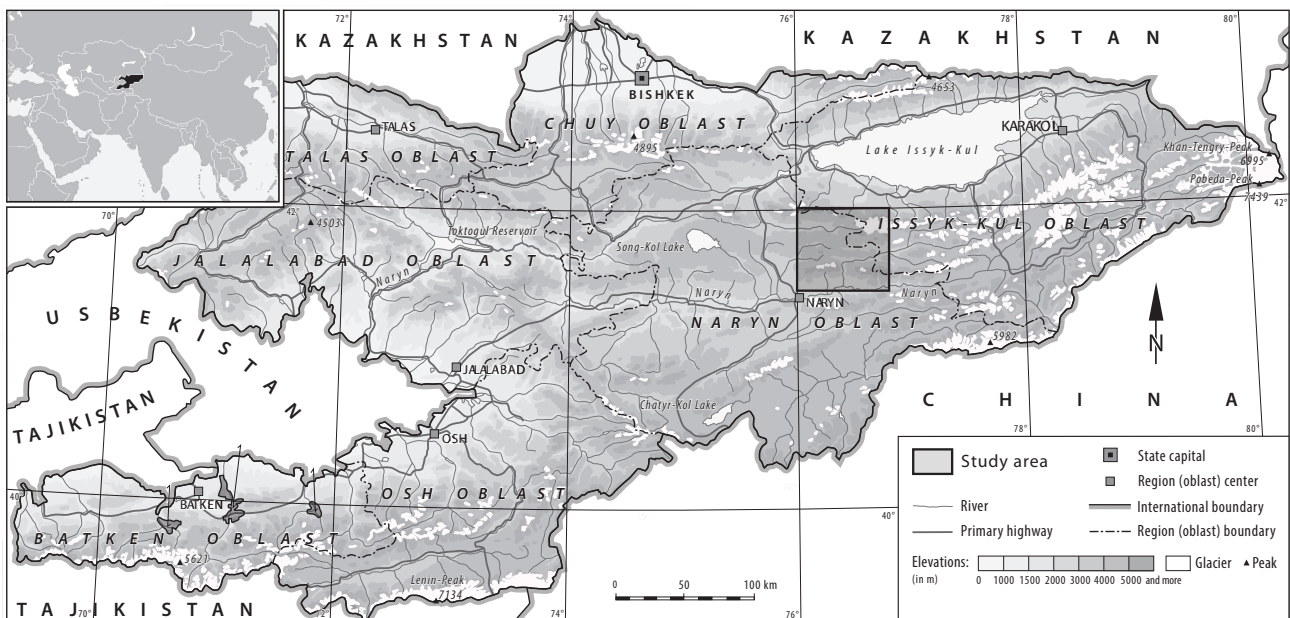 72°
74°
76°
78°
80°
KAZAKHSTAN
KAZAKHSTAN
BISHKEK
4653
TALAS
CHUY OBLAST
KARAKOL
4895
Lake Issyk-Kul
Khan-Tengry-Peak
6995
TALAS OBLAST
Pobeda-Peak
7439
70°
42°
4503
42°
Toktogul Reservoir
ISSYK-KUL OBLAST
Song-Kol Lake
JALALABAD OBLAST
Naryn
Naryn
Naryn
NARYN
USBEKISTAN
NARYN OBLAST
5982
N
JALALABAD
TAJIKISTAN
Chatyr-Kol Lake
CHINA
OSH
78°
80°
1
1
1
40°
BATKEN
OSH OBLAST
40°
BATKEN OBLAST
5621
Lenin-Peak
7134
TAJIKISTAN
70°
72°
74°
76°
0 50 100 km
Study area
State capital
Region (oblast) center
River
International boundary
Primary highway
Region (oblast) boundary
Elevations:
(in m)
0 1000 1500 2000 3000 4000 5000 and more
Glacier
Peak